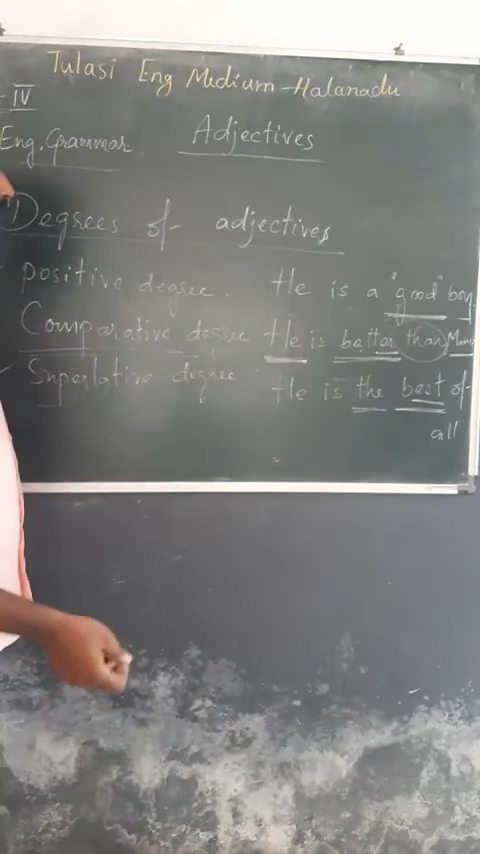 Tulasi Eng Medium-Halanadu
IV
Eng. Grammar Adjectives
Degrees of adjectives
positive degree. He is a "good" boy
Comparative degree He is better than
Superlative degree He is the best of
all